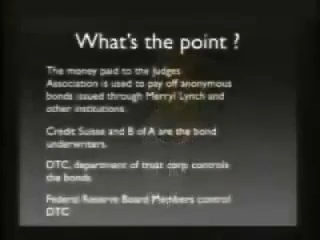 What's the point ?
The money paid to the Judges
Association is used to pay off anonymous
bonds issued through Merryl Lynch and
other institutions.
Credit Suisse and B of A are the bond
underwriters.
DTC, department of trust corp controls
the bonds
Federal Reserve Board Members control
DTC